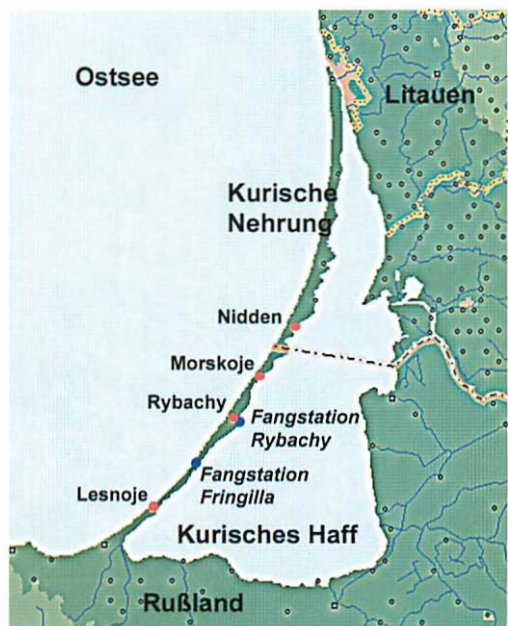 Ostsee
Litauen
Kurische
Nehrung
Nidden
Morskoje
Rybachy
Fangstation
Rybachy
Fangstation
Fringilla
Lesnoje
Kurisches Haff
Rußland